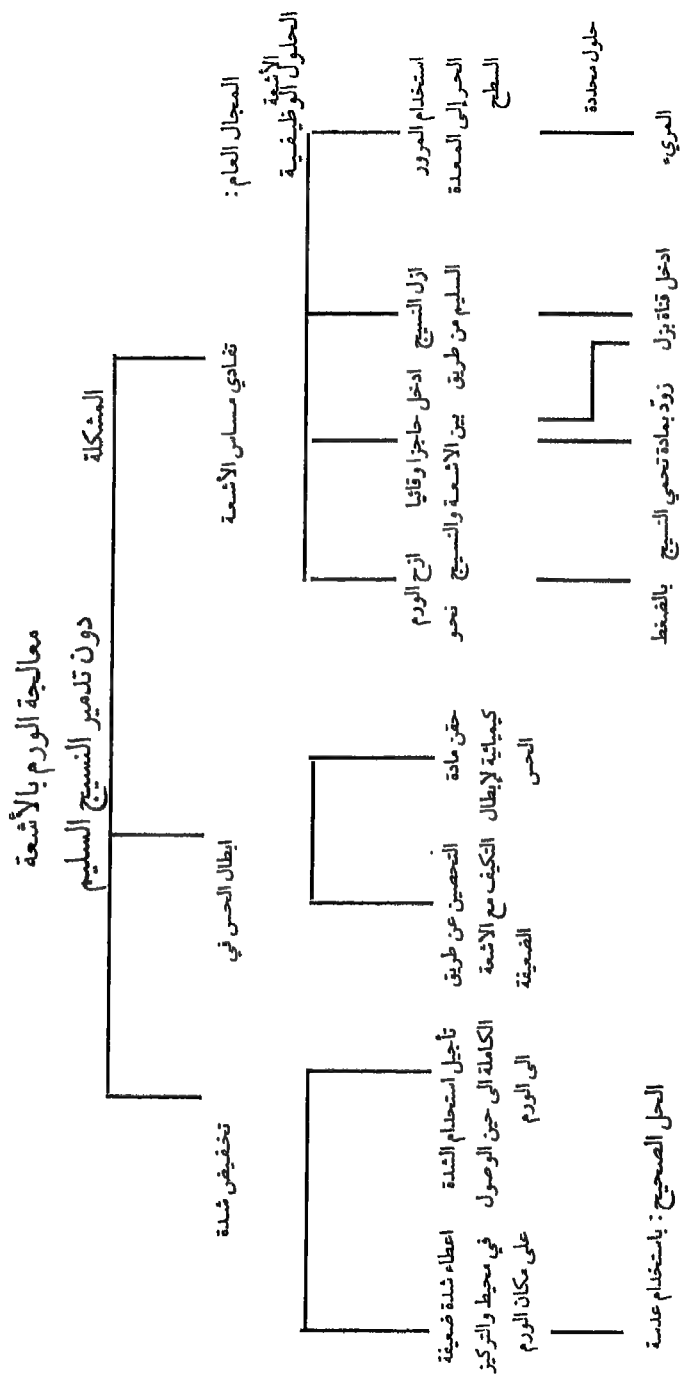 معالجة الورم بالأشعة
دون تدمير النسيج السليم
المشكلة
المجال العام :
تفادي مساس الأشعة
ابطال الحس في
تخفيض شدة
الأشعة
الحلول الوظيفية
استخدام المرور
الحر إلى المعدة
السطح
ازل النسيج
السليم من طريق
ادخل حاجزا وقائيا
بين الاشعة والنسيج
ازح الورم
نحو
حقن مادة
كيميائية لإبطال
الحس
التحصين عن طريق
التكيف مع الاشعة
الضعيفة
تأجيل استخدام الشدة
الكاملة الى حين الوصول
الى الورم
اعطاء شدة ضعيفة
في محيط والتركيز
على مكان الورم
حلول محددة
المريء
ادخل قناة بزل
زود بمادة تحمي النسيج
بالضغط
الحل الصحيح : باستخدام عدسة